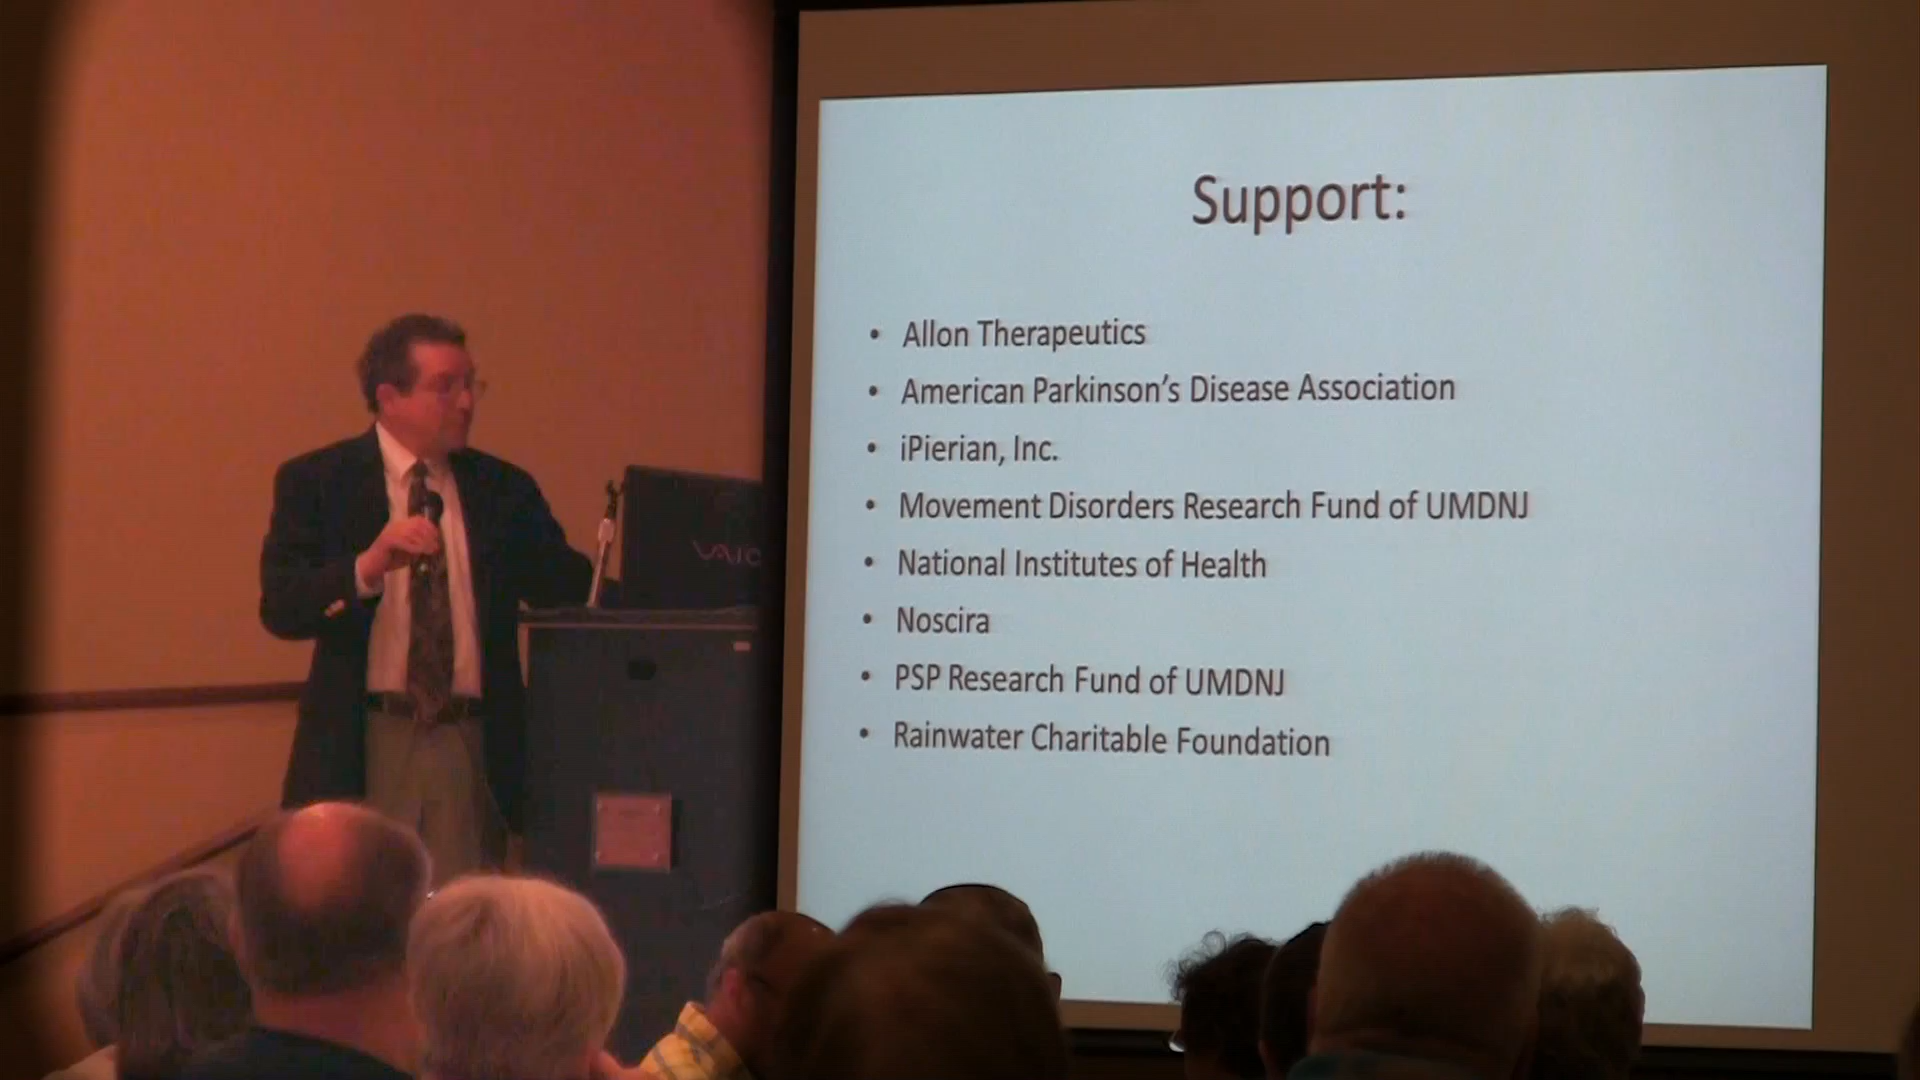 Support:
• Allon Therapeutics
• American Parkinson's Disease Association
• iPierian, Inc.
• Movement Disorders Research Fund of UMDNJ
• National Institutes of Health
• Noscira
• PSP Research Fund of UMDNJ
• Rainwater Charitable Foundation
VAIO